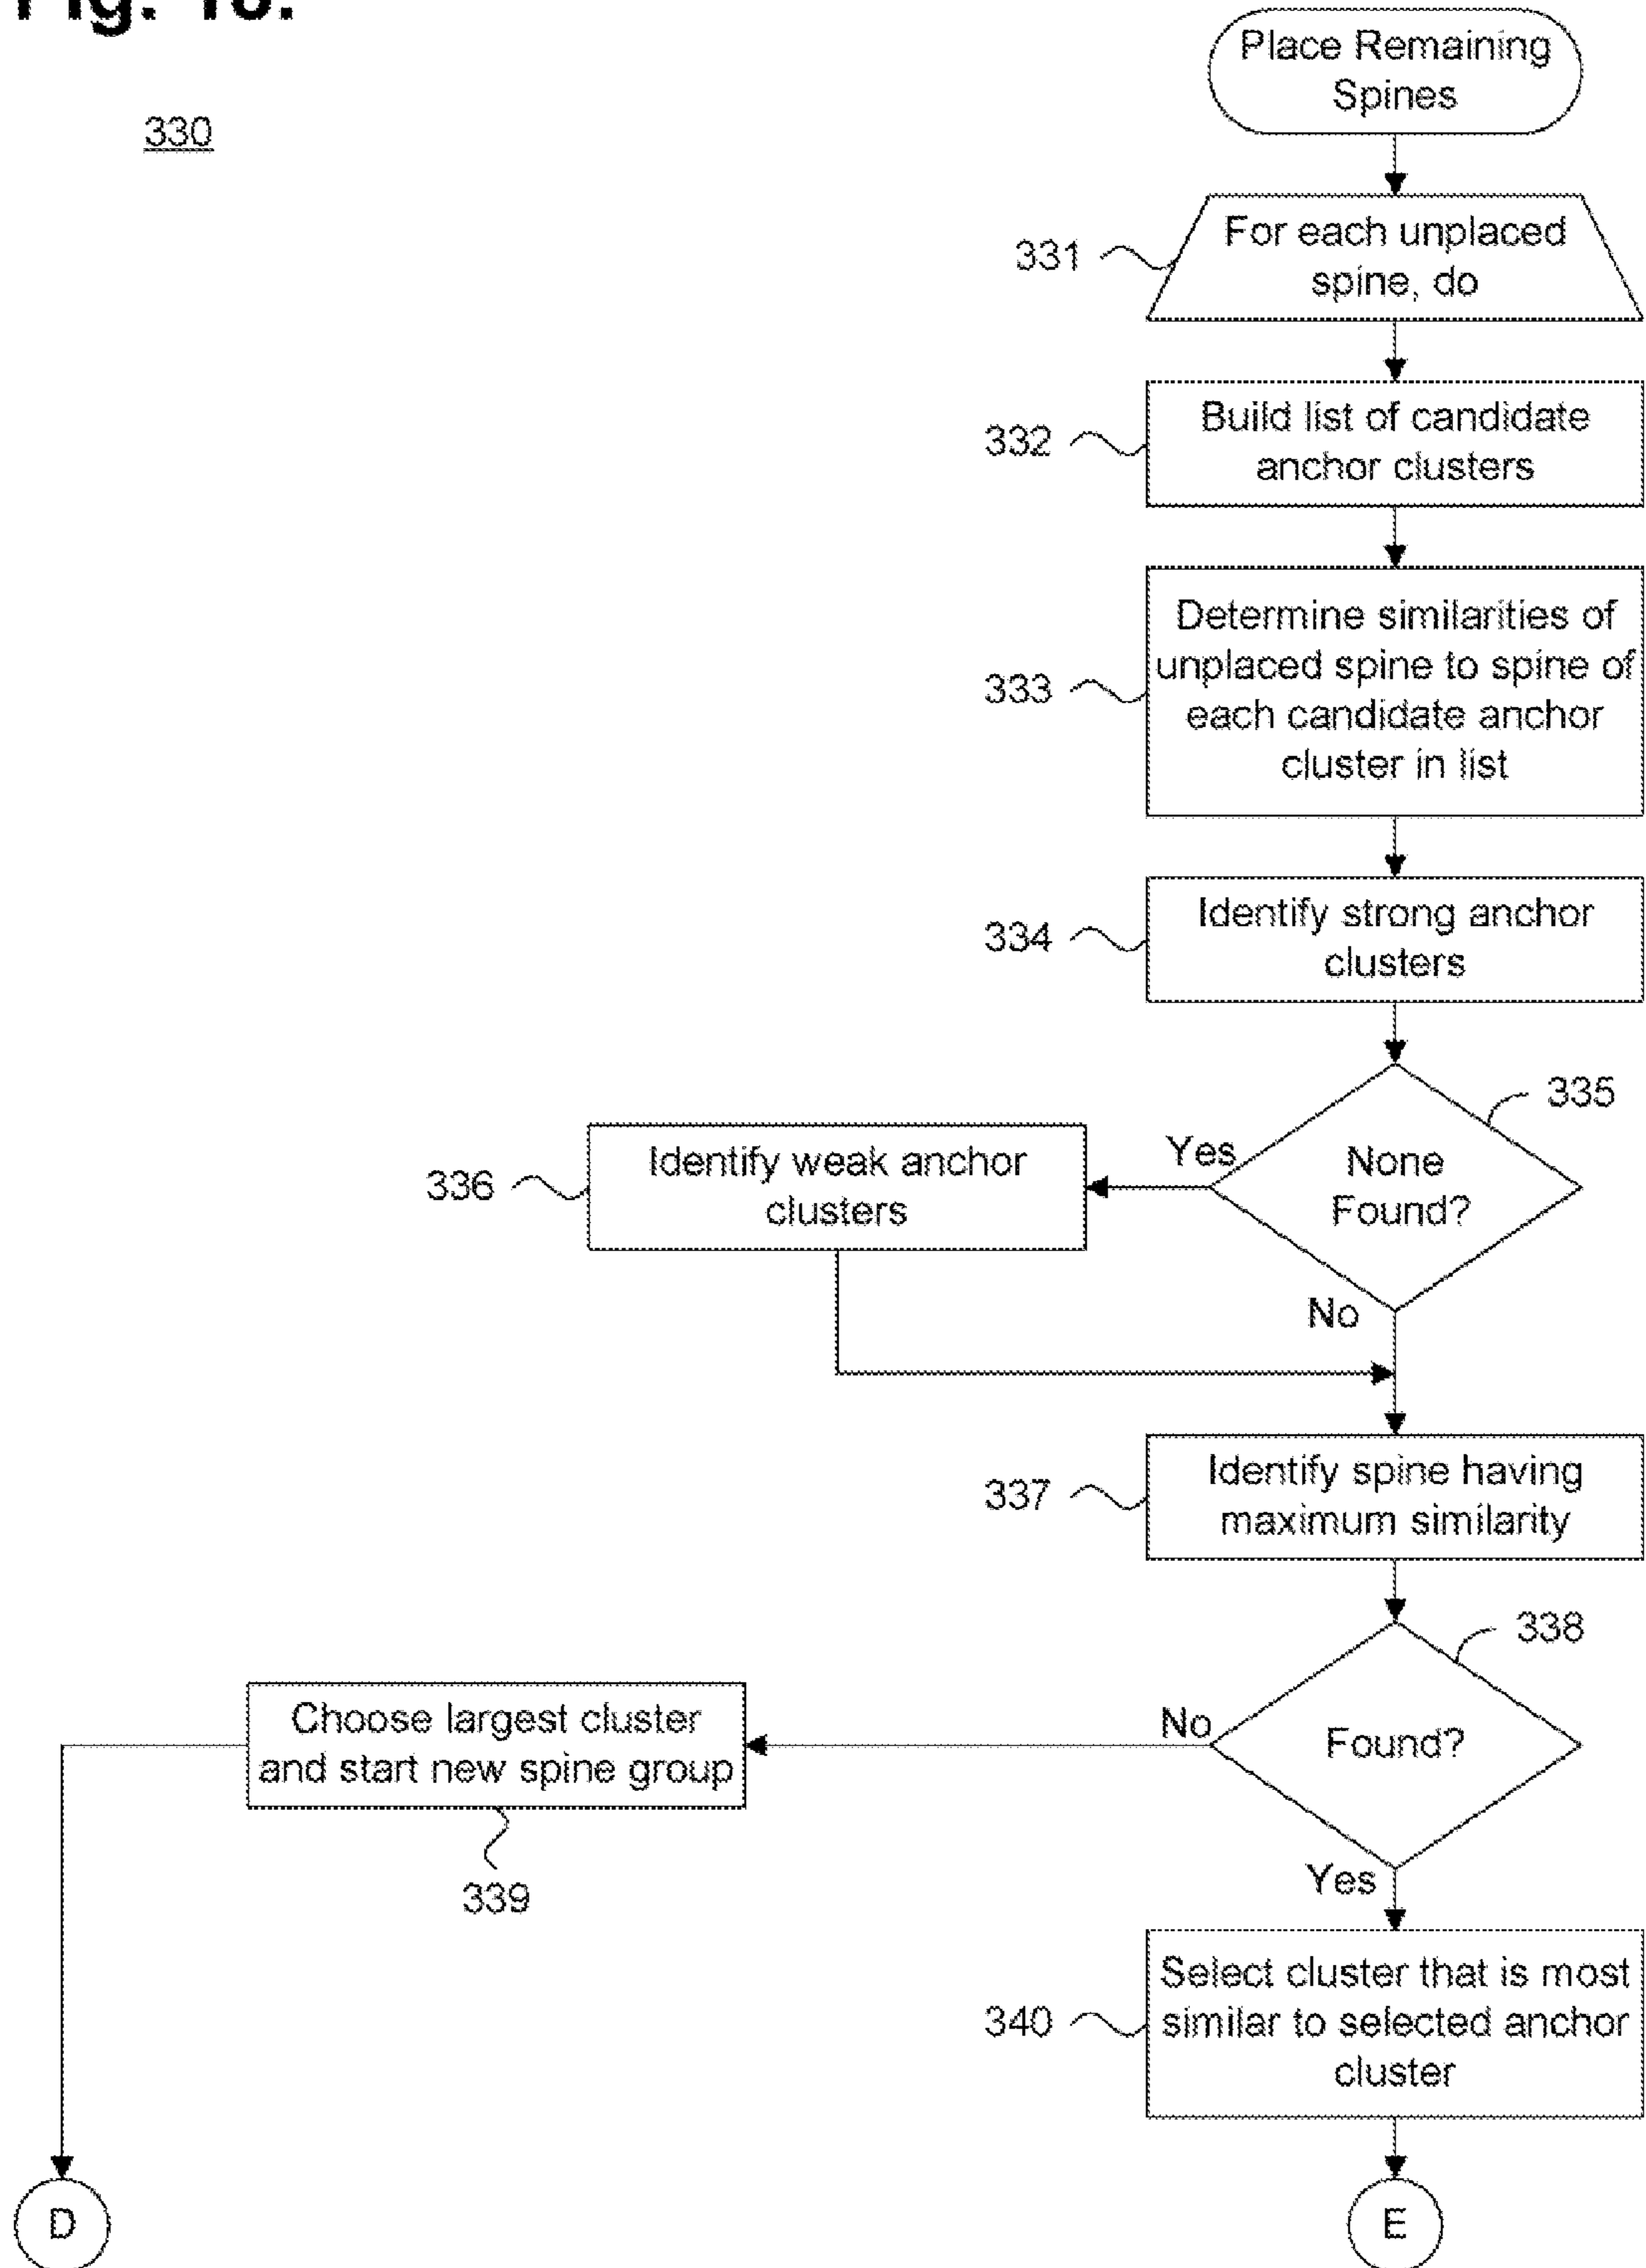 330
Place Remaining
Spines
331
For each unplaced
spine, do
332
Build list of candidate
anchor clusters
333
Determine similarities of
unplaced spine to spine of
each candidate anchor
cluster in list
334
Identify strong anchor
clusters
335
None
Found?
Yes
No
336
Identify weak anchor
clusters
337
Identify spine having
maximum similarity
338
Found?
No
Yes
Choose largest cluster
and start new spine group
339
340
Select cluster that is most
similar to selected anchor
cluster
D
E